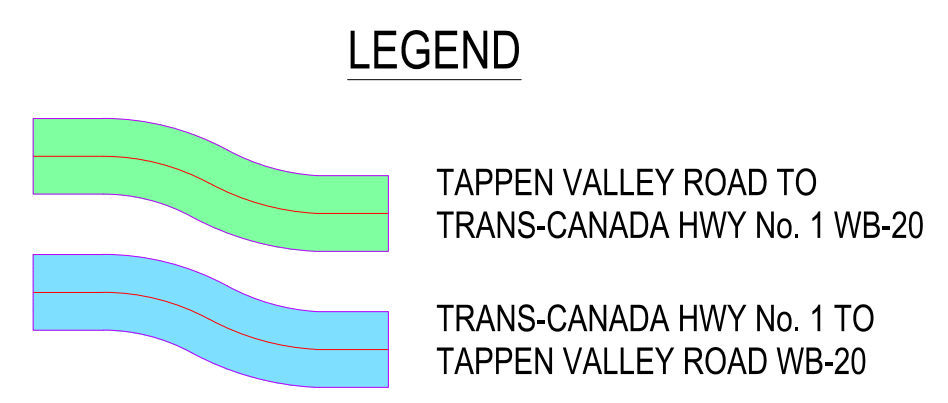 LEGEND
TAPPEN VALLEY ROAD TO
TRANS-CANADA HWY No. 1 WB-20
TRANS-CANADA HWY No. 1 TO
TAPPEN VALLEY ROAD WB-20